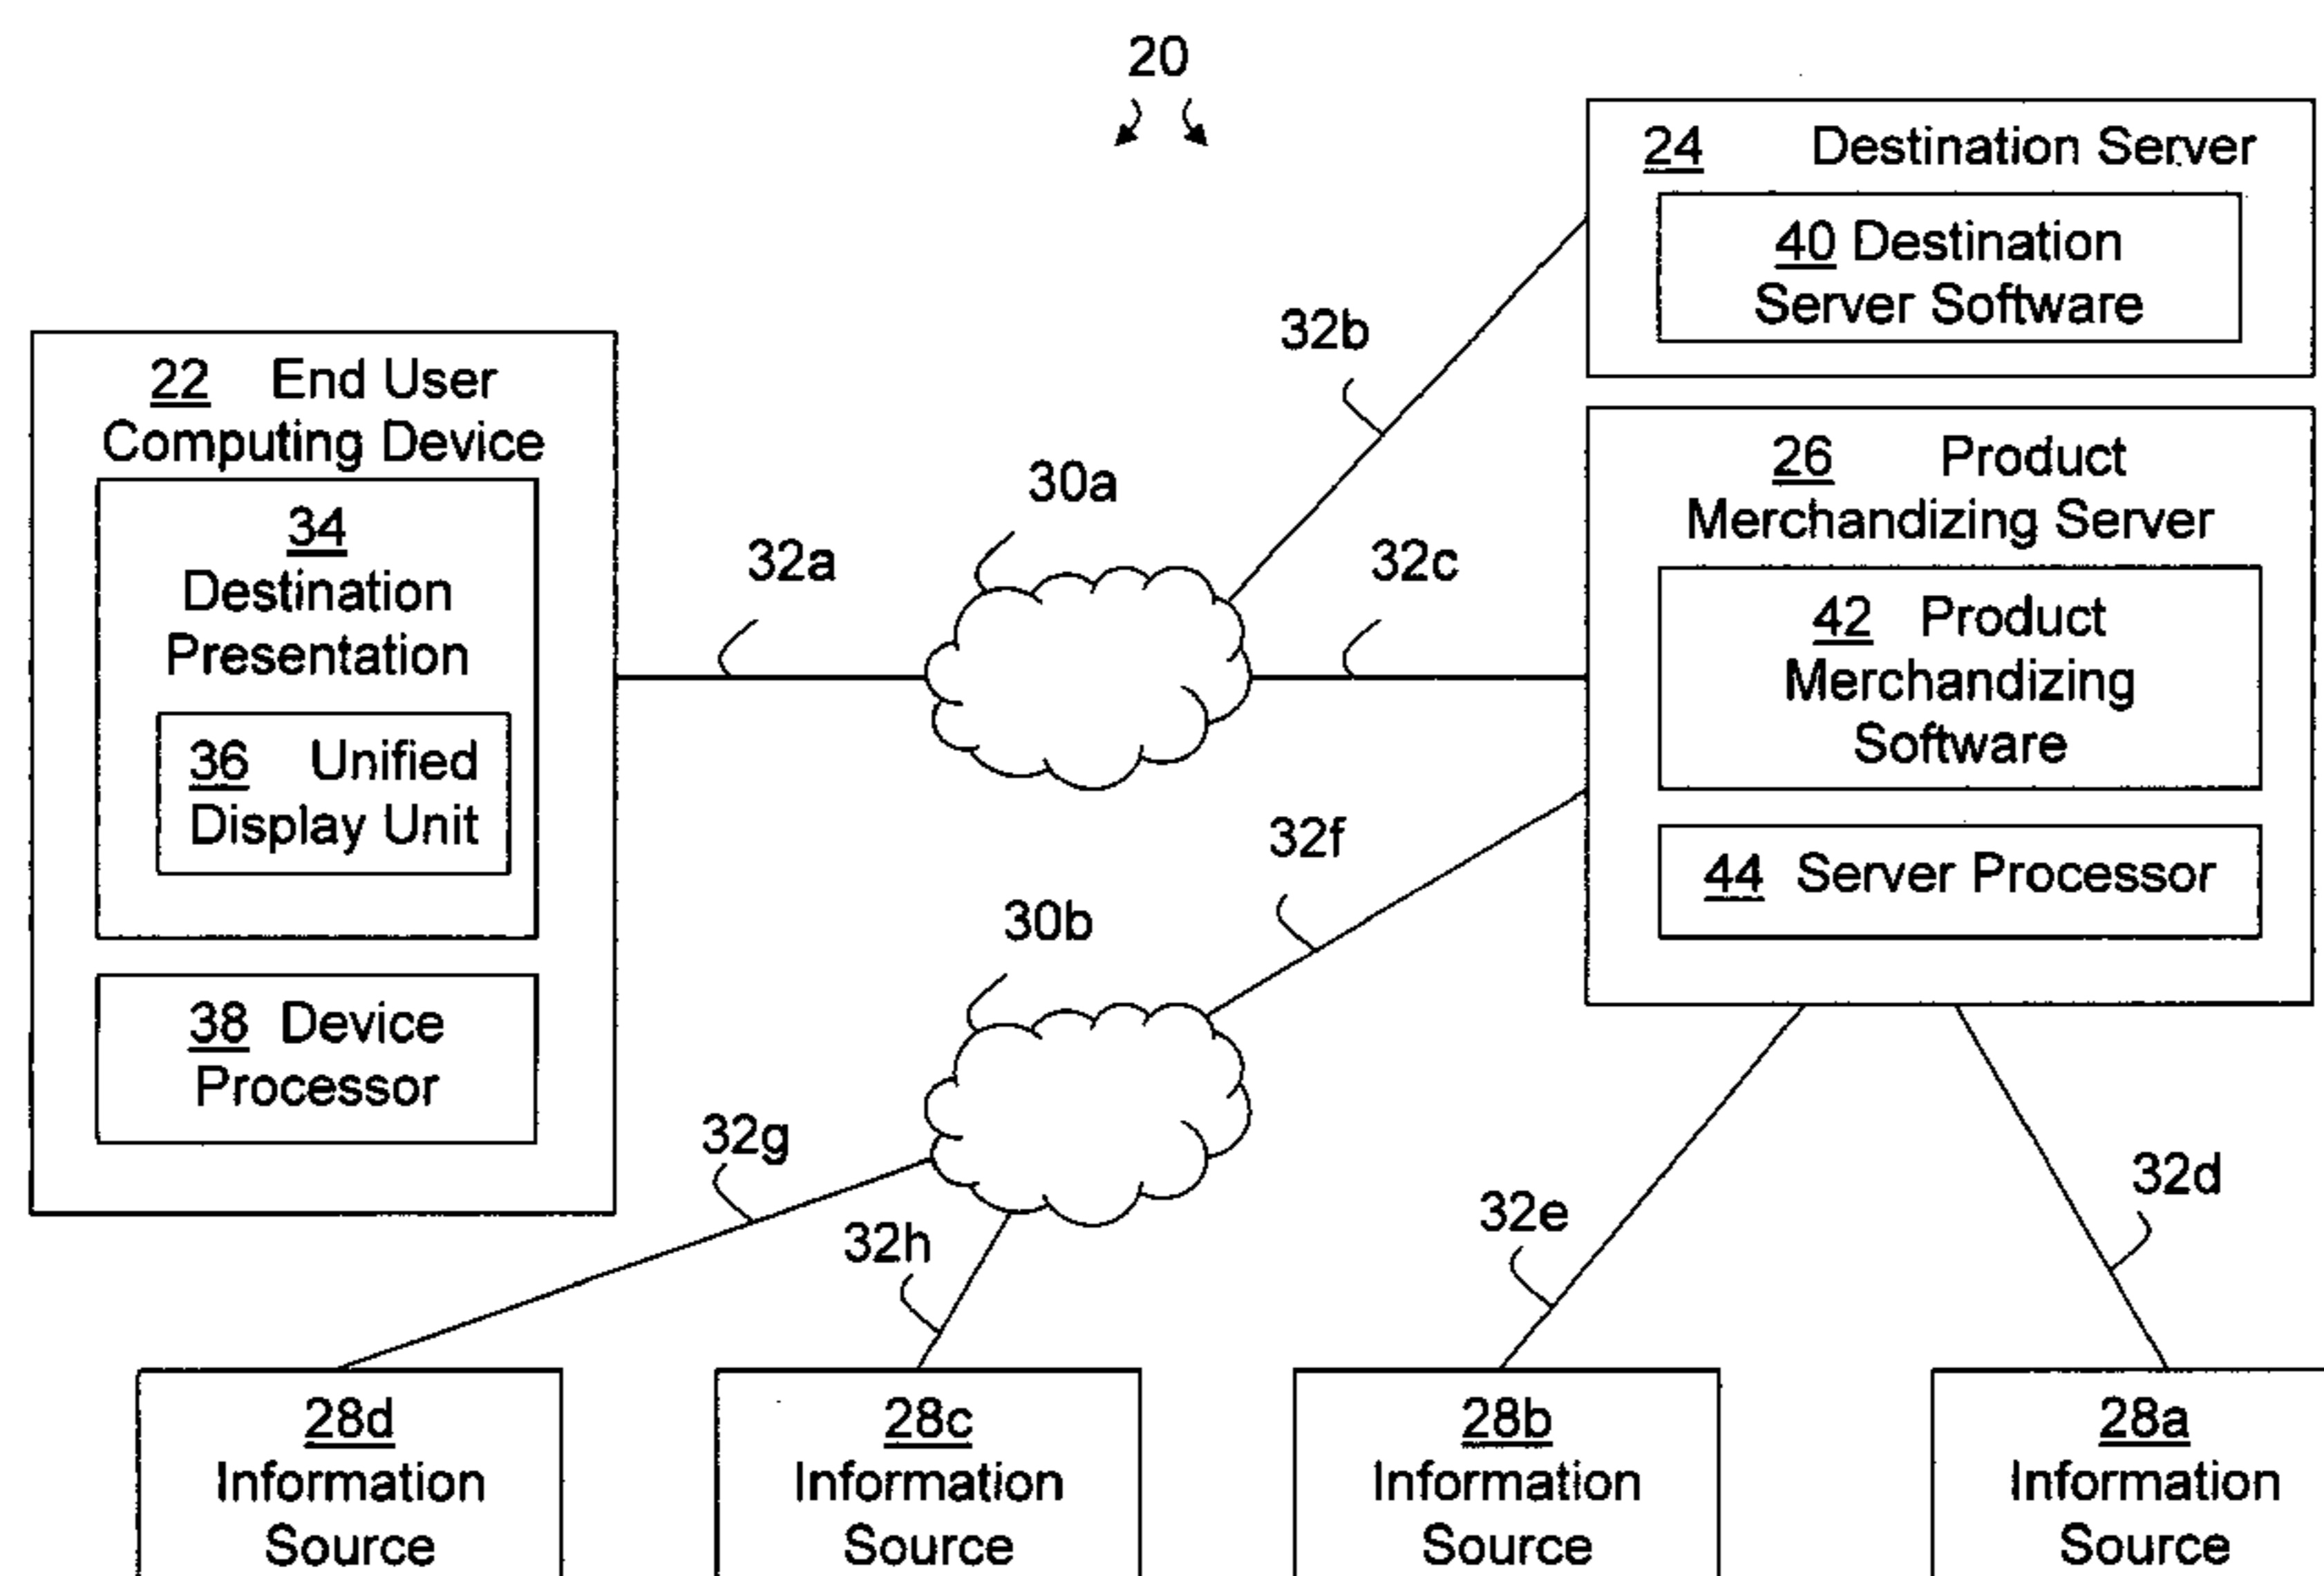 20
24 Destination Server
40 Destination
Server Software
32b
22 End User
Computing Device
34
Destination
Presentation
36 Unified
Display Unit
38 Device
Processor
30a
32a
32c
26 Product
Merchandizing Server
42 Product
Merchandizing
Software
44 Server Processor
32f
30b
32g
32h
32e
32d
28d
Information
Source
28c
Information
Source
28b
Information
Source
28a
Information
Source